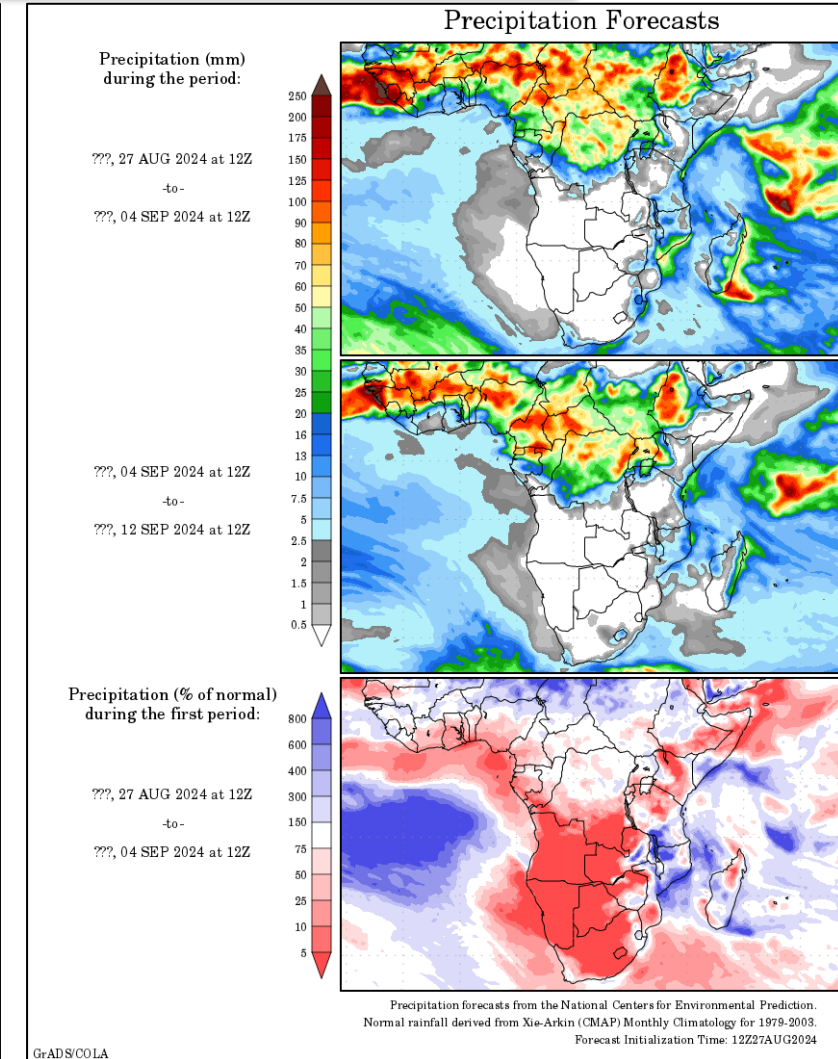 Precipitation Forecasts
Precipitation (mm)
during the period:
250
200
175
150
125
100
90
80
70
60
50
40
35
30
25
20
16
13
10
7.5
5
2.5
2
1.5
1
0.5
???, 27 AUG 2024 at 12Z
-to-
???, 04 SEP 2024 at 12Z
???, 04 SEP 2024 at 12Z
-to-
???, 12 SEP 2024 at 12Z
Precipitation (% of normal)
during the first period:
800
600
400
300
150
75
50
25
10
5
???, 27 AUG 2024 at 12Z
-to-
???, 04 SEP 2024 at 12Z
Precipitation forecasts from the National Centers for Environmental Prediction.
Normal rainfall derived from Xie-Arkin (CMAP) Monthly Climatology for 1979-2003.
Forecast Initialization Time: 12Z27AUG2024
GrADS/COLA